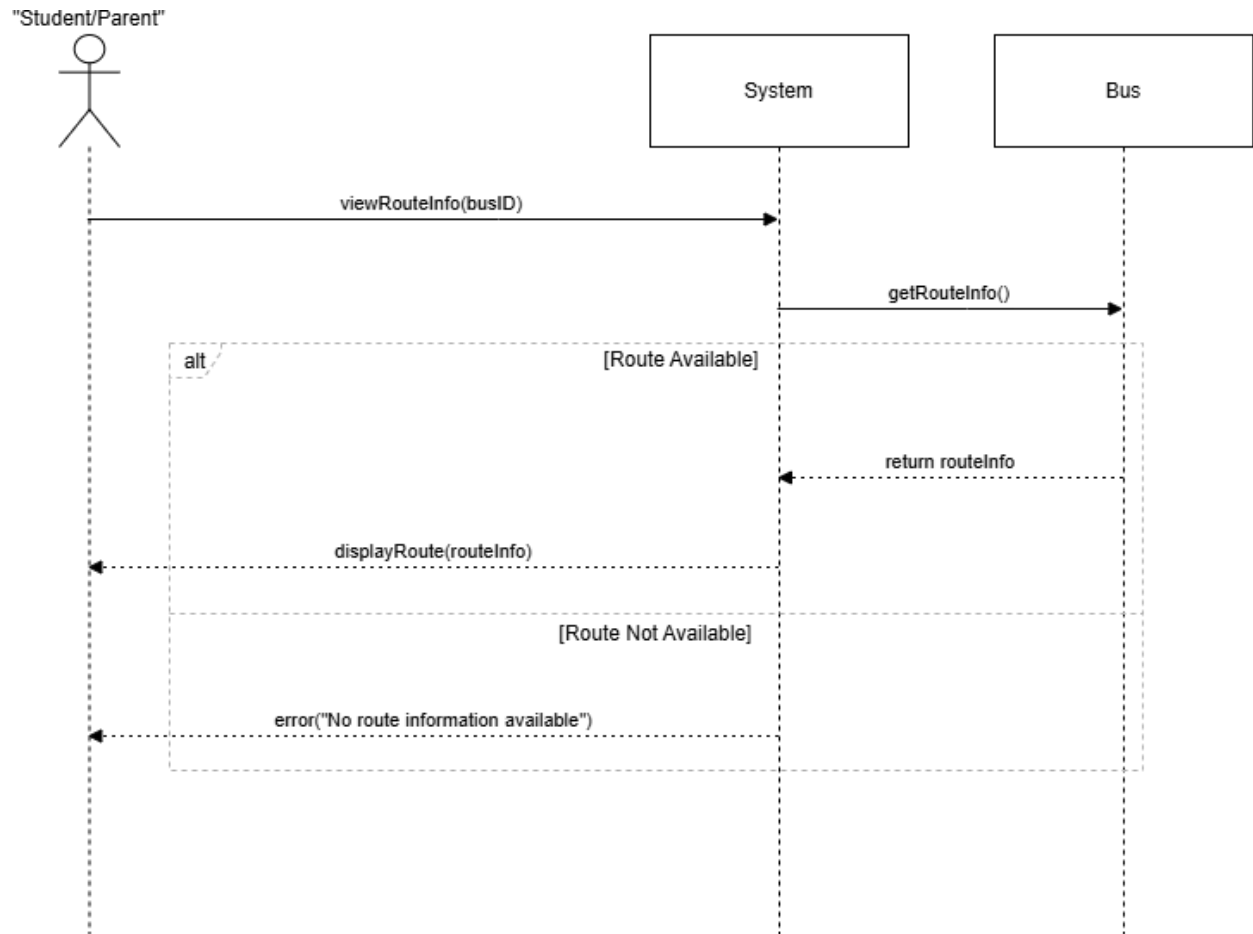 "Student/Parent"
System
Bus
viewRouteInfo(busID)
getRouteInfo()
alt
[Route Available]
return routeInfo
displayRoute(routeInfo)
[Route Not Available]
error("No route information available")